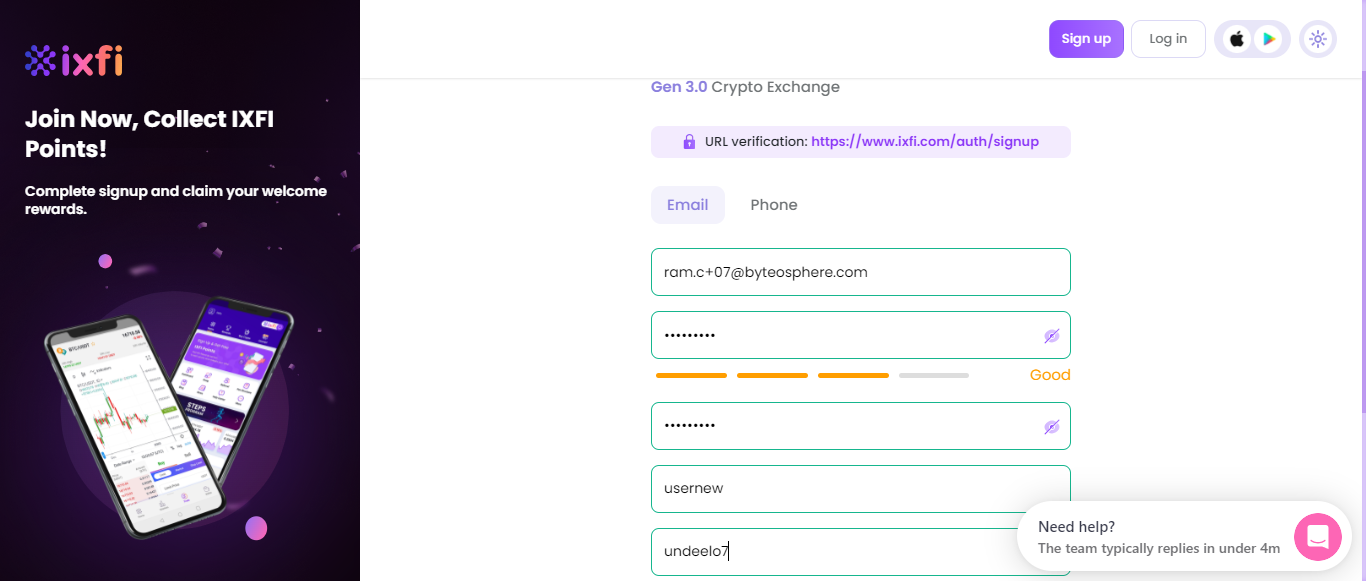 ixfi
Join Now, Collect IXFI
Points!
Complete signup and claim your welcome
rewards.
Sign up
Log in
Gen 3.0 Crypto Exchange
URL verification: https://www.ixfi.com/auth/signup
Email
Phone
ram.c+07@byteosphere.com
•••••••••
Good
•••••••••
usernew
undeelo7
Need help?
The team typically replies in under 4m
STEPS